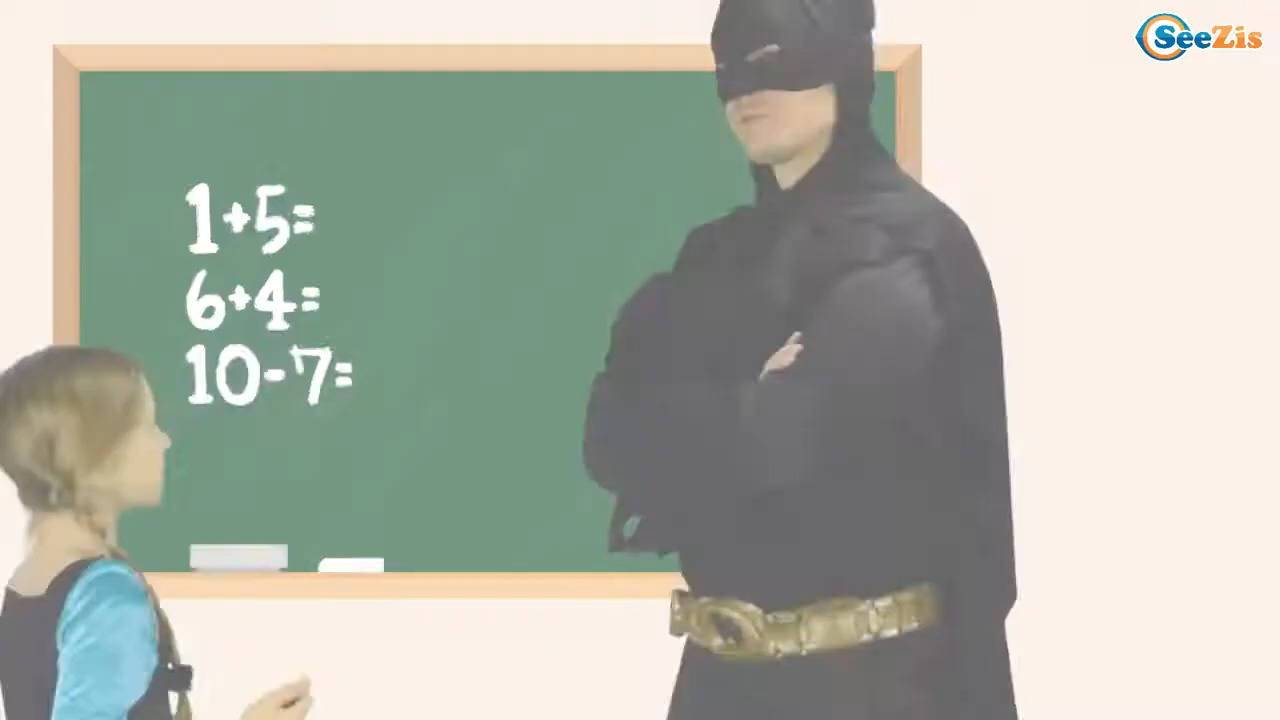 SeeZis
1+5=
6+4=
10-7=